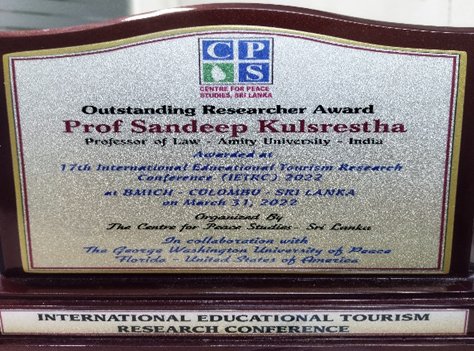 CPS
CENTRE FOR PEACE
STUDIES, SRI LANKA
Outstanding Researcher Award
Prof Sandeep Kulsrestha
Professor of Law - Amity University - India
Awarded at
17th International Educational Tourism Research
Conference (IETRC) 2022
at BMICH - COLOMBU - SRI LANKA
on March 31, 2022
Organized By
The Centre for Peace Studies - Sri Lanka
In collaboration with
The George Washington University of Peace
Florida - United States of America
INTERNATIONAL EDUCATIONAL TOURISM
RESEARCH CONFERENCE